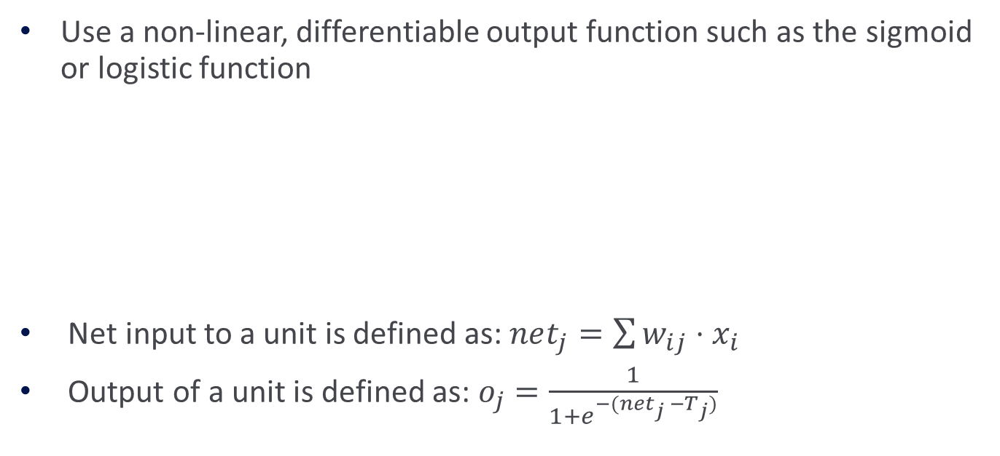 • Use a non-linear, differentiable output function such as the sigmoid
or logistic function
• Net input to a unit is defined as: $net_j = \sum w_{ij} \cdot x_i$
• Output of a unit is defined as: $o_j = \frac{1}{1+e^{-(net_j - T_j)}}$